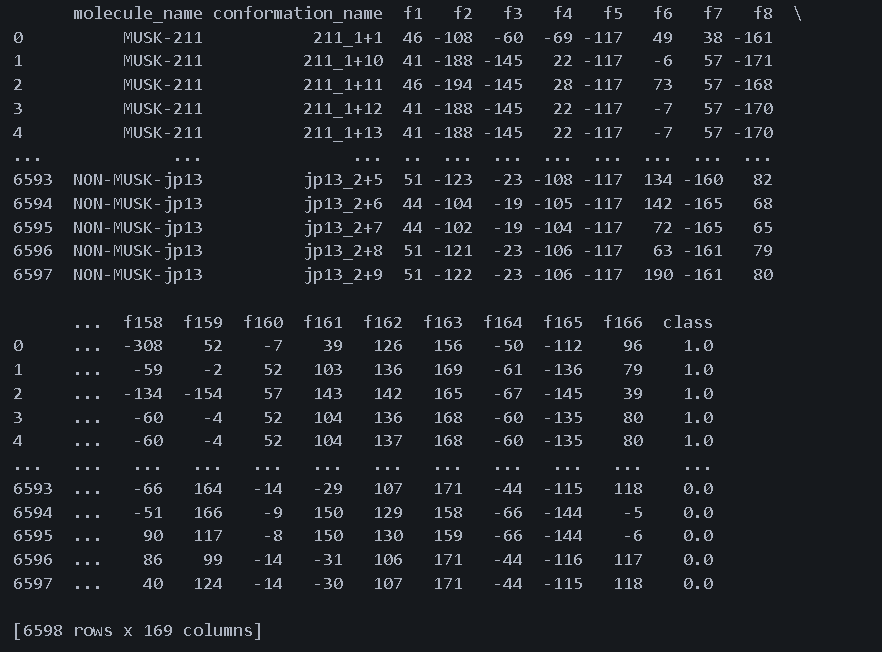 molecule_name conformation_name f1 f2 f3 f4 f5 f6 f7 f8 \
0 MUSK-211 211_1+1 46 -108 -60 -69 -117 49 38 -161
1 MUSK-211 211_1+10 41 -188 -145 22 -117 -6 57 -171
2 MUSK-211 211_1+11 46 -194 -145 28 -117 73 57 -168
3 MUSK-211 211_1+12 41 -188 -145 22 -117 -7 57 -170
4 MUSK-211 211_1+13 41 -188 -145 22 -117 -7 57 -170
... ... ... .. ... ... ... ... ... ... ...
6593 NON-MUSK-jp13 jp13_2+5 51 -123 -23 -108 -117 134 -160 82
6594 NON-MUSK-jp13 jp13_2+6 44 -104 -19 -105 -117 142 -165 68
6595 NON-MUSK-jp13 jp13_2+7 44 -102 -19 -104 -117 72 -165 65
6596 NON-MUSK-jp13 jp13_2+8 51 -121 -23 -106 -117 63 -161 79
6597 NON-MUSK-jp13 jp13_2+9 51 -122 -23 -106 -117 190 -161 80
... f158 f159 f160 f161 f162 f163 f164 f165 f166 class
0 ... -308 52 -7 39 126 156 -50 -112 96 1.0
1 ... -59 -2 52 103 136 169 -61 -136 79 1.0
2 ... -134 -154 57 143 142 165 -67 -145 39 1.0
3 ... -60 -4 52 104 136 168 -60 -135 80 1.0
4 ... -60 -4 52 104 137 168 -60 -135 80 1.0
... ... ... ... ... ... ... ... ... ... ... ...
6593 ... -66 164 -14 -29 107 171 -44 -115 118 0.0
6594 ... -51 166 -9 150 129 158 -66 -144 -5 0.0
6595 ... 90 117 -8 150 130 159 -66 -144 -6 0.0
6596 ... 86 99 -14 -31 106 171 -44 -116 117 0.0
6597 ... 40 124 -14 -30 107 171 -44 -115 118 0.0
[6598 rows x 169 columns]